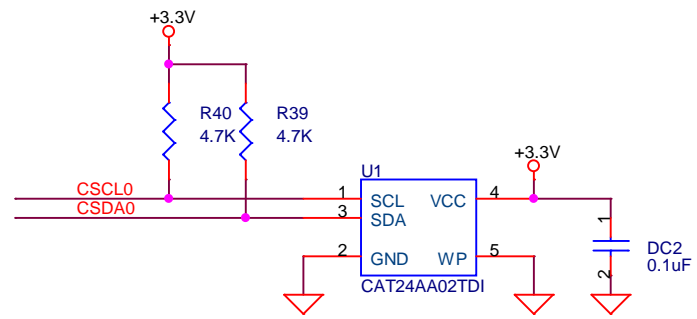 +3.3V
R40
4.7K
R39
4.7K
+3.3V
U1
CSCL0
1
SCL
VCC
4
CSDA0
3
SDA
1
DC2
0.1uF
2
GND
WP
5
2
CAT24AA02TDI